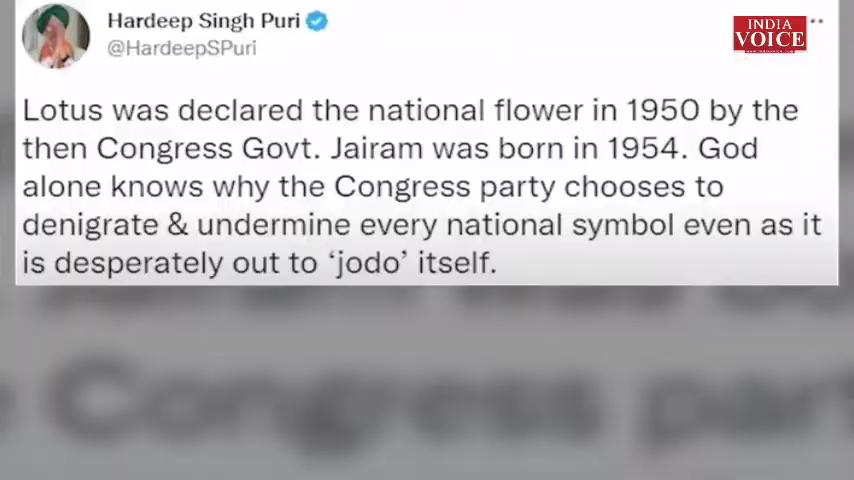 Hardeep Singh Puri
@HardeepSPuri
INDIA
VOICE
Lotus was declared the national flower in 1950 by the
then Congress Govt. Jairam was born in 1954. God
alone knows why the Congress party chooses to
denigrate & undermine every national symbol even as it
is desperately out to ‘jodo’ itself.
Congress par